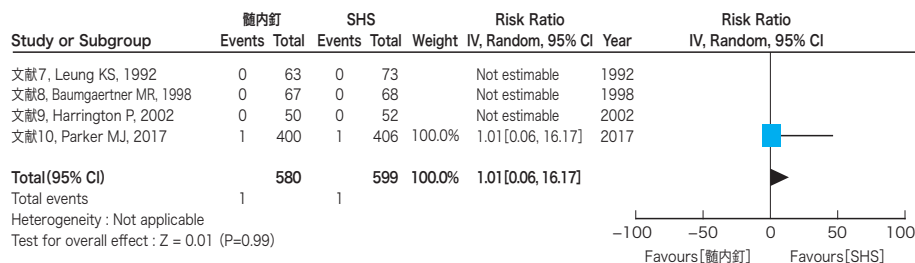 髄内釘 SHS Risk Ratio Risk Ratio
Study or Subgroup Events Total Events Total Weight IV, Random, 95% CI Year IV, Random, 95% CI
文献7, Leung KS, 1992 0 63 0 73 Not estimable 1992
文献8, Baumgaertner MR, 1998 0 67 0 68 Not estimable 1998
文献9, Harrington P, 2002 0 50 0 52 Not estimable 2002
文献10, Parker MJ, 2017 1 400 1 406 100.0% 1.01[0.06, 16.17] 2017
Total(95% CI) 580 599 100.0% 1.01[0.06, 16.17]
Total events 1 1
Heterogeneity : Not applicable
Test for overall effect : Z = 0.01 (P=0.99)
−100 −50 0 50 100
Favours[髄内釘] Favours[SHS]